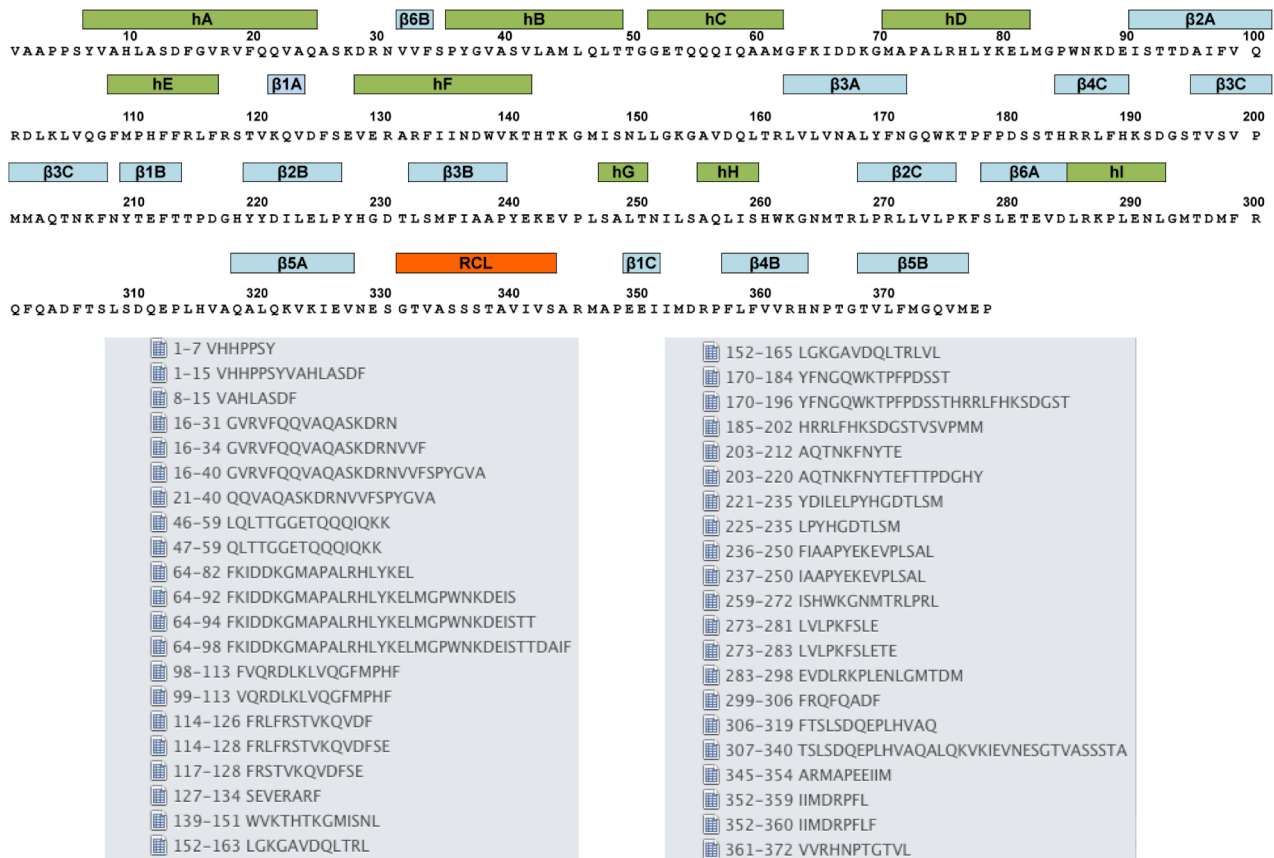 hA β6B hB hC hD β2A
10 20 30 40 50 60 70 80 90 100
V A A P P S Y V A H L A S D F G V R V F Q Q V A Q A S K D R N V V F S P Y G V A S V L A M L Q L T T G G E T Q Q Q I Q A A M G F K I D D K G M A P A L R H L Y K E L M G P W N K D E I S T T D A I F V Q
hE β1A hF β3A β4C β3C
110 120 130 140 150 160 170 180 190 200
R D L K L V Q G F M P H F F R L F R S T V K Q V D F S E V E R A R F I I N D W V K T H T K G M I S N L L G K G A V D Q L T R L V L V N A L Y F N G Q W K T P F P D S S T H R R L F H K S D G S T V S V P
β3C β1B β2B β3B hG hH β2C β6A hI
210 220 230 240 250 260 270 280 290 300
M M A Q T N K F N Y T E F T T P D G H Y Y D I L E L P Y H G D T L S M F I A A P Y E K E V P L S A L T N I L S A Q L I S H W K G N M T R L P R L L V L P K F S L E T E V D L R K P L E N L G M T D M F R
β5A RCL β1C β4B β5B
310 320 330 340 350 360 370
Q F Q A D F T S L S D Q E P L H V A Q A L Q K V K I E V N E S G T V A S S S T A V I V S A R M A P E E I I M D R P F L F V V R H N P T G T V L F M G Q V M E P
1-7 VHHPPSY
1-15 VHHPPSYVAHLASDF
8-15 VAHLASDF
16-31 GVRVFQQVAQASKDRN
16-34 GVRVFQQVAQASKDRNVVF
16-40 GVRVFQQVAQASKDRNVVFSPYGVA
21-40 QQVAQASKDRNVVFSPYGVA
46-59 LQLTTGGETQQQIQKK
47-59 QLTTGGETQQQIQKK
64-82 FKIDDKGMAPALRHLYKEL
64-92 FKIDDKGMAPALRHLYKELMGPWNKDEIS
64-94 FKIDDKGMAPALRHLYKELMGPWNKDEISTT
64-98 FKIDDKGMAPALRHLYKELMGPWNKDEISTTDAIF
98-113 FVQRDLKLVQGFMPHF
99-113 VQRDLKLVQGFMPHF
114-126 FRLFRSTVKQVDF
114-128 FRLFRSTVKQVDFSE
117-128 FRSTVKQVDFSE
127-134 SEVERARF
139-151 WVKTHTKGMISNL
152-163 LGKGAVDQLTRL
152-165 LGKGAVDQLTRLVL
170-184 YFNGQWKTPFPDSST
170-196 YFNGQWKTPFPDSSTHRRLFHKSDGST
185-202 HRRLFHKSDGSTVSVPMM
203-212 AQTNKFNYTE
203-220 AQTNKFNYTEFTTPDGHY
221-235 YDILELPYHGDTLSM
225-235 LPYHGDTLSM
236-250 FIAAPYEKEVPLSAL
237-250 IAAPYEKEVPLSAL
259-272 ISHWKGNMTRLPRL
273-281 LVLPKFSLE
273-283 LVLPKFSLETE
283-298 EVDLRKPLENLGMTDM
299-306 FRQFQADF
306-319 FTSLSDQEPLHVAQ
307-340 TSLSDQEPLHVAQALQKVKIEVNESGTVASSSTA
345-354 ARMAPEEIIM
352-359 IIMDRPFL
352-360 IIMDRPFLF
361-372 VVRHNPTGTVL